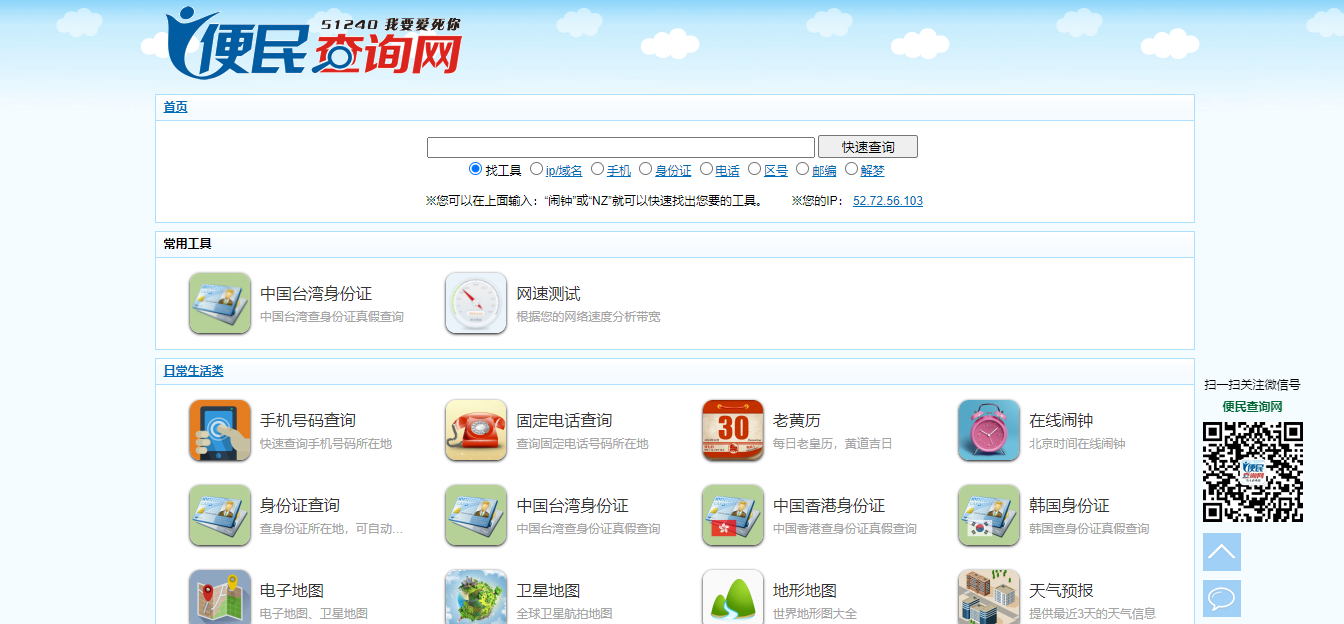 51240 我要爱死你
便民查询网
首页
快速查询
找工具 ip/域名 手机 身份证 电话 区号 邮编 解梦
※您可以在上面输入：“闹钟”或“NZ”就可以快速找出您要的工具。 ※您的IP： 52.72.56.103
常用工具
中国台湾身份证
中国台湾查身份证真假查询
网速测试
根据您的网络速度分析带宽
日常生活类
手机号码查询
快速查询手机号码所在地
固定电话查询
查询固定电话号码所在地
30
老黄历
每日老皇历，黄道吉日
在线闹钟
北京时间在线闹钟
身份证查询
查身份证所在地，可自动…
中国台湾身份证
中国台湾查身份证真假查询
中国香港身份证
中国香港查身份证真假查询
韩国身份证
韩国查身份证真假查询
电子地图
电子地图、卫星地图
卫星地图
全球卫星航拍地图
地形地图
世界地形图大全
天气预报
提供最近3天的天气信息
扫一扫关注微信号
便民查询网
便民
查询网